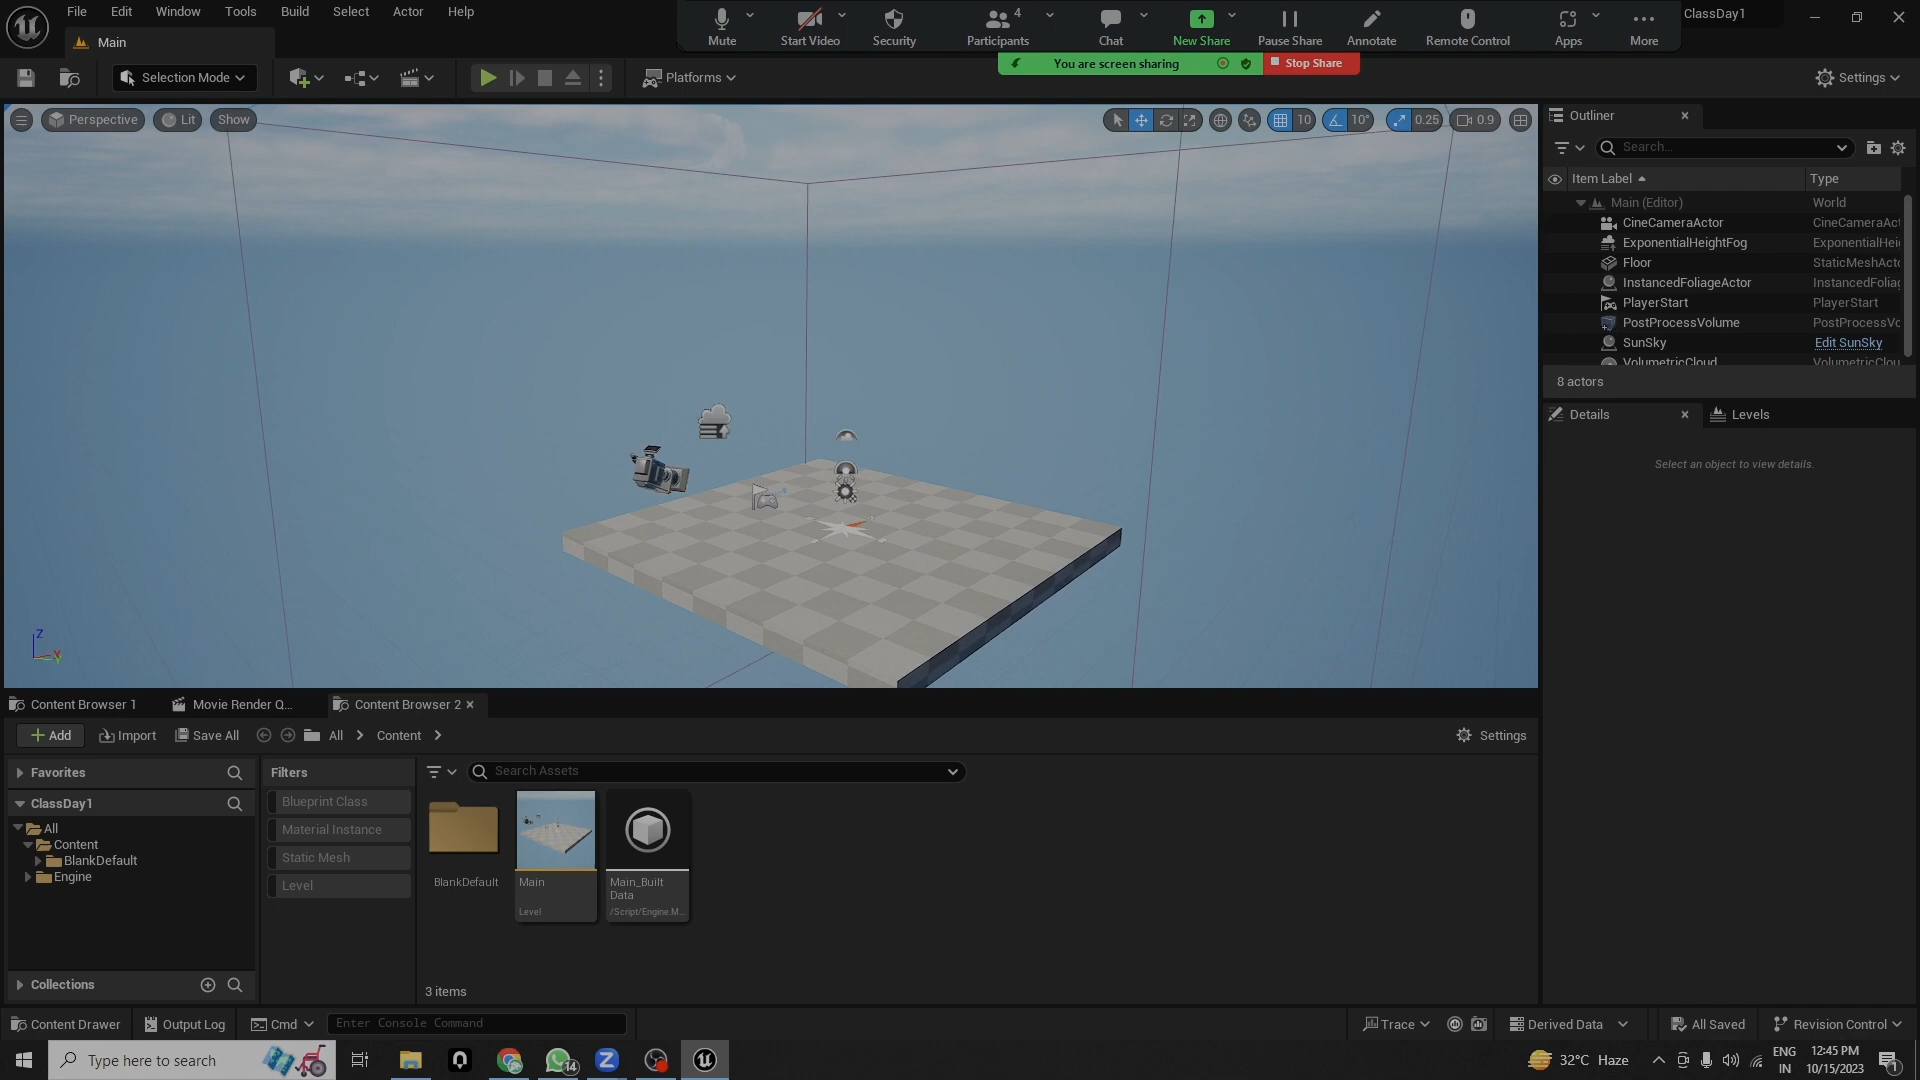 File Edit Window Tools Build Select Actor Help
Mute Start Video Security Participants 4 Chat New Share Pause Share Annotate Remote Control Apps More
ClassDay1
Main
You are screen sharing Stop Share
Selection Mode Platforms Settings
Perspective Lit Show 10 10° 0.25 0.9
Outliner
Search...
Item Label Type
Main (Editor) World
CineCameraActor CineCameraAct
ExponentialHeightFog ExponentialHei
Floor StaticMeshActo
InstancedFoliageActor InstancedFoliag
PlayerStart PlayerStart
PostProcessVolume PostProcessVo
SunSky Edit SunSky
VolumetricCloud VolumetricClou
8 actors
Details Levels
Select an object to view details.
Z
Content Browser 1 Movie Render Q... Content Browser 2
Add Import Save All All Content Settings
Favorites
ClassDay1
All
Content
BlankDefault
Engine
Collections
Filters
Blueprint Class
Material Instance
Static Mesh
Level
Search Assets
BlankDefault
Main
Level
Main_Built
Data
/Script/Engine.M...
3 items
Content Drawer Output Log Cmd Enter Console Command Trace Derived Data All Saved Revision Control
Type here to search 14 32°C Haze ENG
IN 12:45 PM
10/15/2023 1